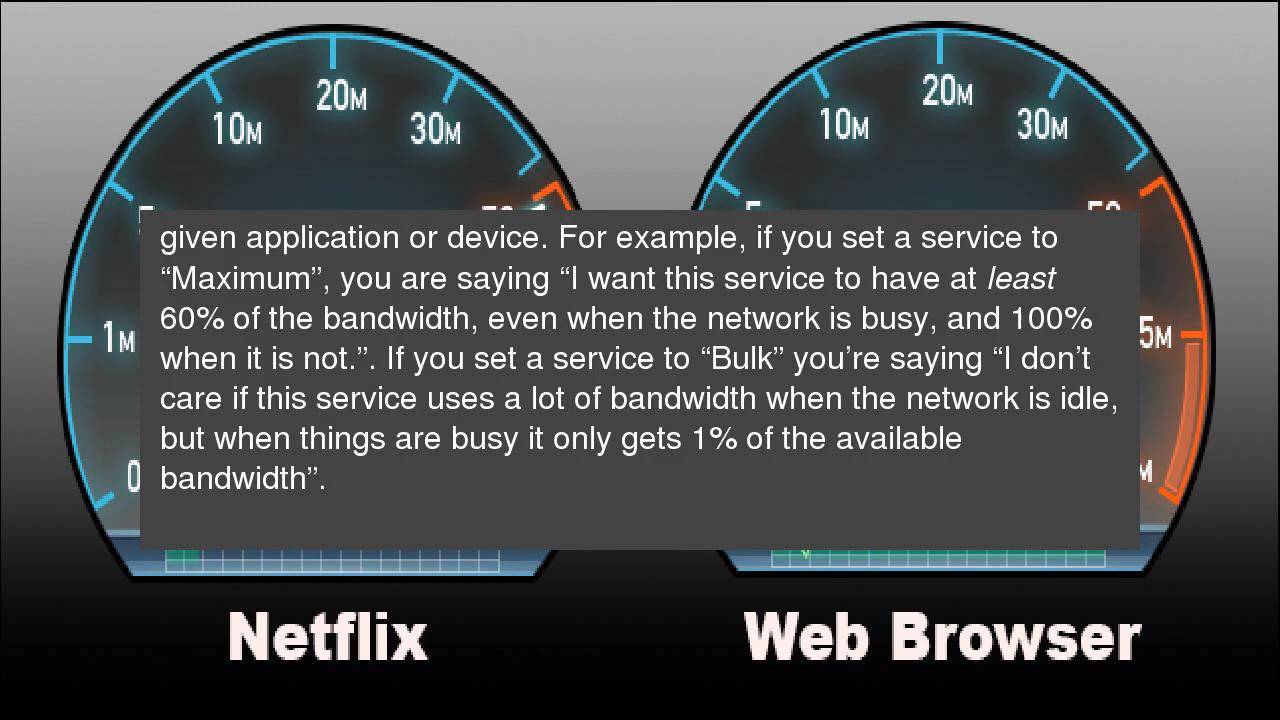 20M 20M
10M 30M 10M 30M
given application or device. For example, if you set a service to
“Maximum”, you are saying “I want this service to have at least
60% of the bandwidth, even when the network is busy, and 100%
when it is not.”. If you set a service to “Bulk” you’re saying “I don’t
care if this service uses a lot of bandwidth when the network is idle,
but when things are busy it only gets 1% of the available
bandwidth”.
1M
5M
0
M
Netflix Web Browser